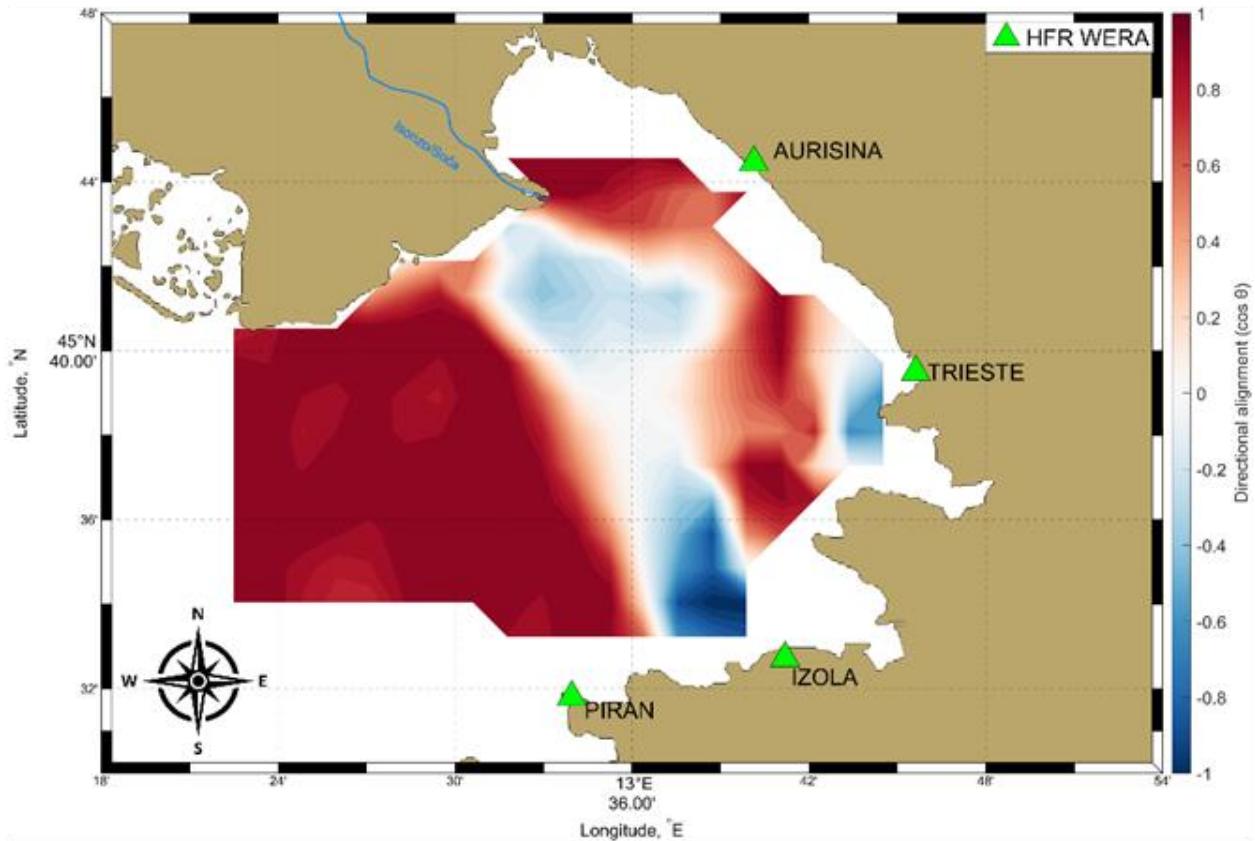 48'
HFR WERA
1
0.8
0.6
0.4
0.2
0
-0.2
-0.4
-0.6
-0.8
-1
Directional alignment (cos θ)
Isonzo/Soča
AURISINA
44'
Latitude, °N
45°N
40.00'
TRIESTE
36'
N
W E
S
32'
PIRAN
IZOLA
18'
24'
30'
13°E
36.00'
42'
48'
54'
Longitude, °E